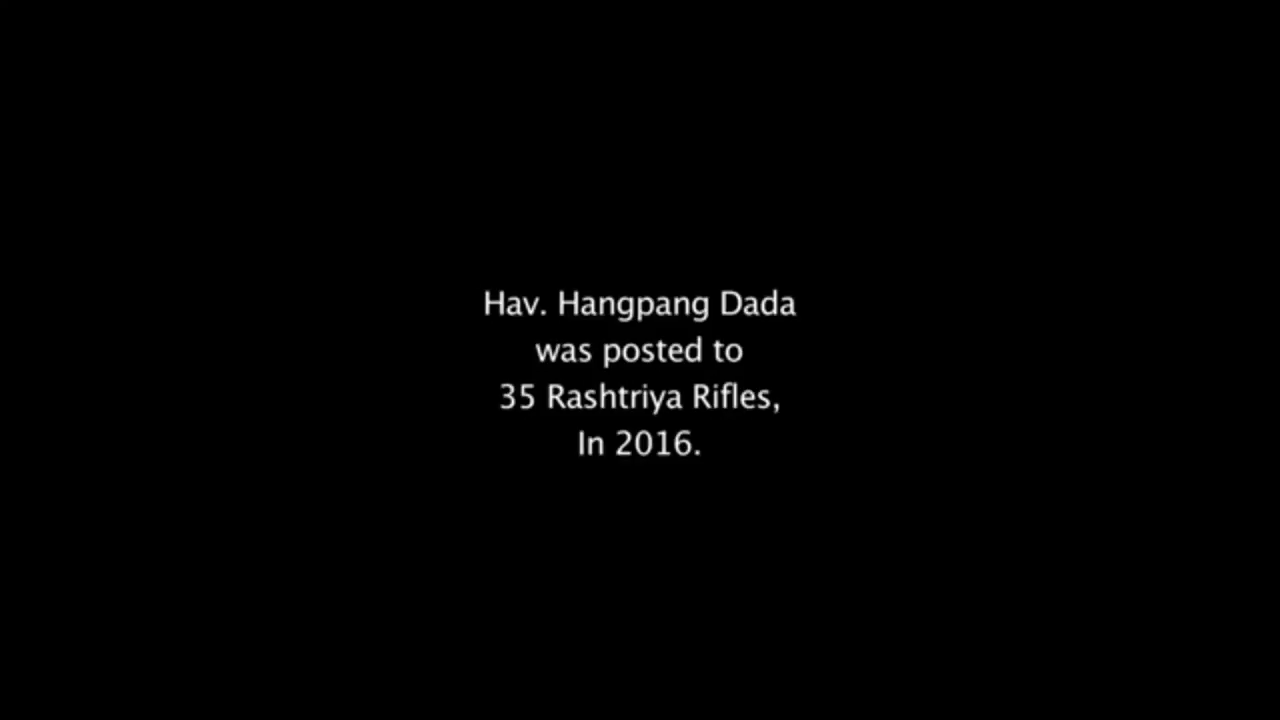 Hav. Hangpang Dada
was posted to
35 Rashtriya Rifles,
In 2016.